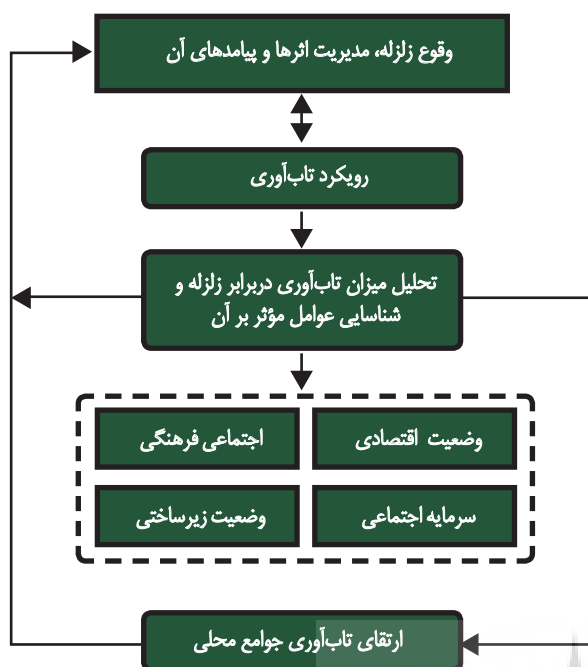 وقوع زلزله، مدیریت اثرها و پیامدهای آن
رویکرد تاب‌آوری
تحلیل میزان تاب‌آوری دربرابر زلزله و
شناسایی عوامل مؤثر بر آن
وضعیت اقتصادی
اجتماعی فرهنگی
سرمایه اجتماعی
وضعیت زیرساختی
ارتقای تاب‌آوری جوامع محلی